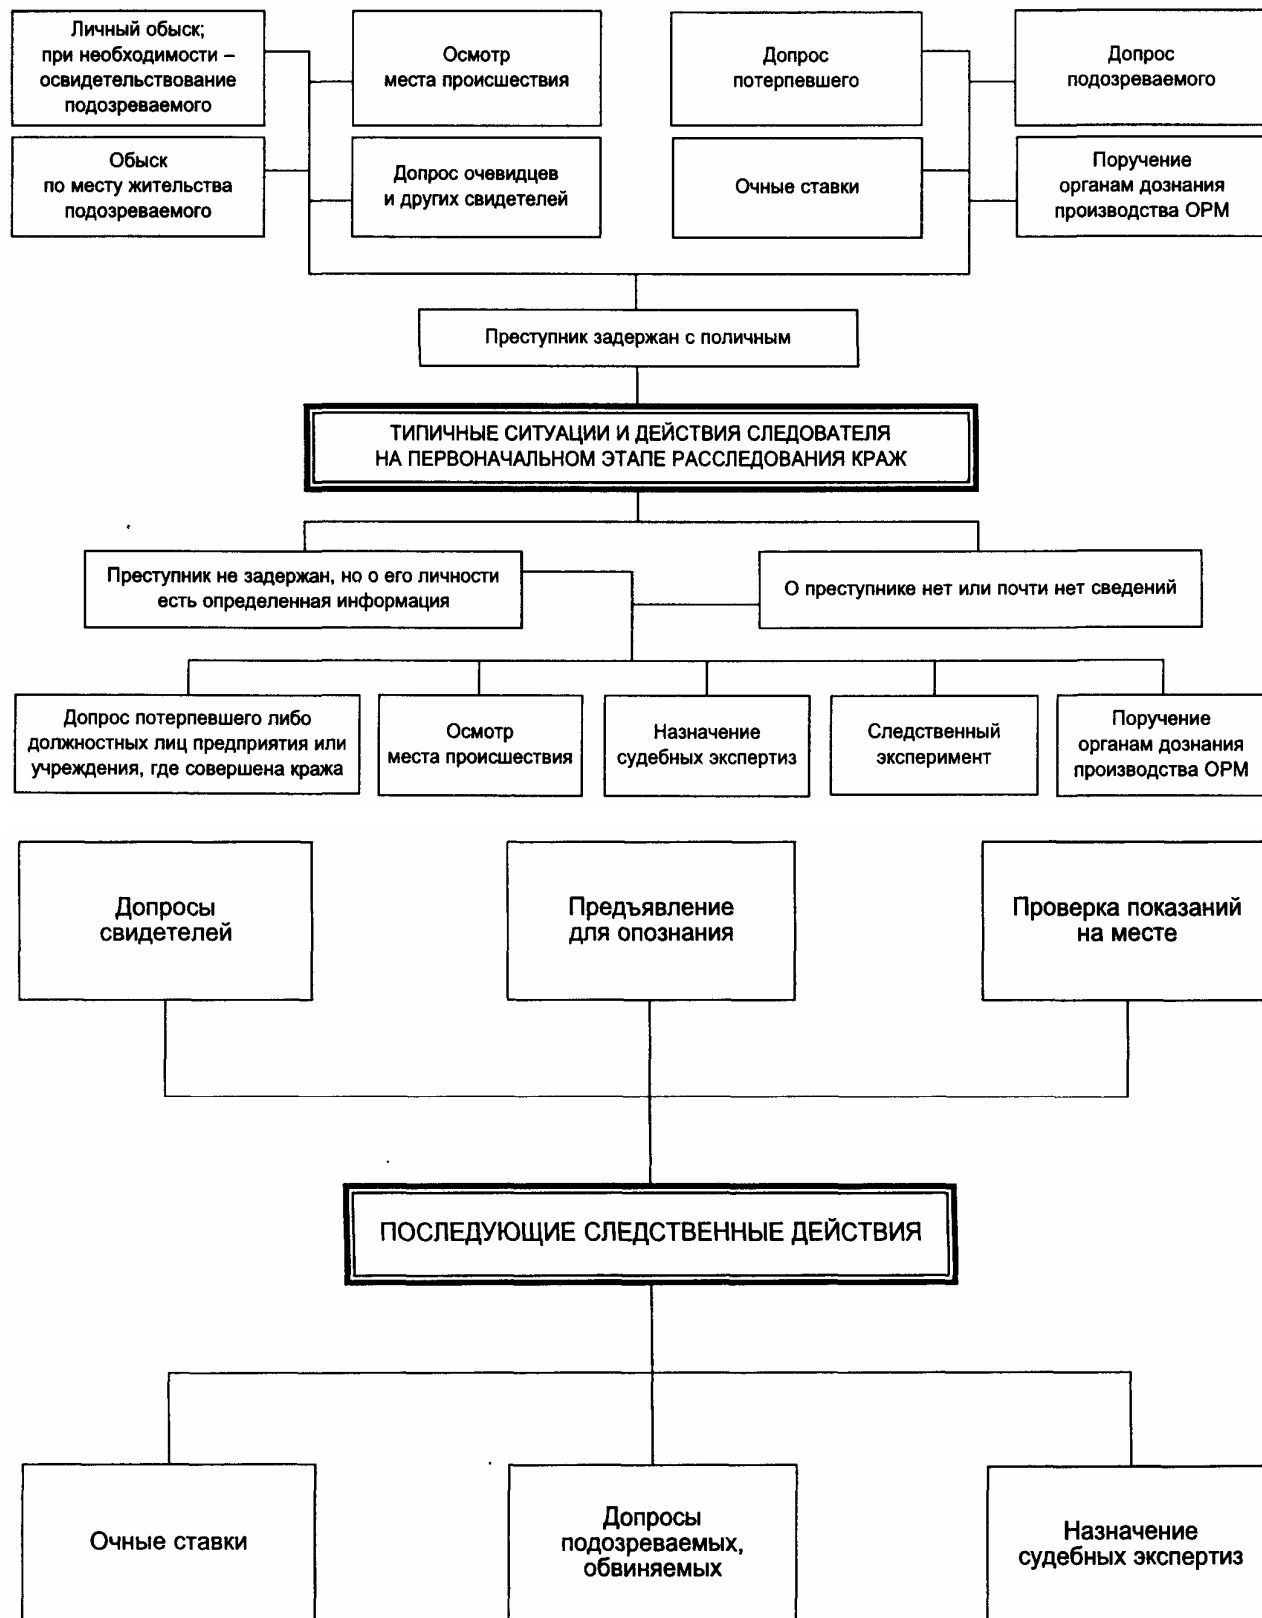 Личный обыск;
при необходимости –
освидетельствование
подозреваемого
Осмотр
места происшествия
Допрос
потерпевшего
Допрос
подозреваемого
Обыск
по месту жительства
подозреваемого
Допрос очевидцев
и других свидетелей
Очные ставки
Поручение
органам дознания
производства ОРМ
Преступник задержан с поличным
ТИПИЧНЫЕ СИТУАЦИИ И ДЕЙСТВИЯ СЛЕДОВАТЕЛЯ
НА ПЕРВОНАЧАЛЬНОМ ЭТАПЕ РАССЛЕДОВАНИЯ КРАЖ
Преступник не задержан, но о его личности
есть определенная информация
О преступнике нет или почти нет сведений
Допрос потерпевшего либо
должностных лиц предприятия или
учреждения, где совершена кража
Осмотр
места происшествия
Назначение
судебных экспертиз
Следственный
эксперимент
Поручение
органам дознания
производства ОРМ
Допросы
свидетелей
Предъявление
для опознания
Проверка показаний
на месте
ПОСЛЕДУЮЩИЕ СЛЕДСТВЕННЫЕ ДЕЙСТВИЯ
Очные ставки
Допросы
подозреваемых,
обвиняемых
Назначение
судебных экспертиз